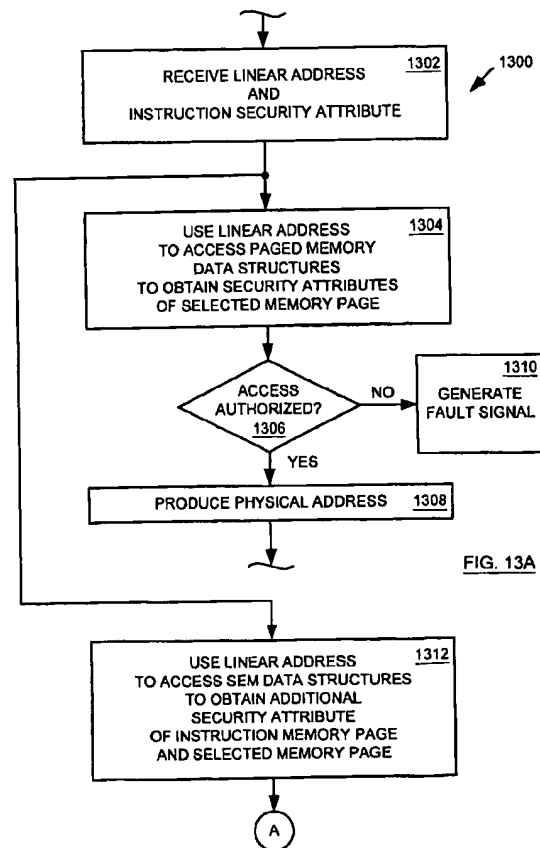 RECEIVE LINEAR ADDRESS 1302
AND
INSTRUCTION SECURITY ATTRIBUTE
1300
USE LINEAR ADDRESS 1304
TO ACCESS PAGED MEMORY
DATA STRUCTURES
TO OBTAIN SECURITY ATTRIBUTES
OF SELECTED MEMORY PAGE
ACCESS
AUTHORIZED?
1306
NO
1310
GENERATE
FAULT SIGNAL
YES
PRODUCE PHYSICAL ADDRESS 1308
FIG. 13A
USE LINEAR ADDRESS 1312
TO ACCESS SEM DATA STRUCTURES
TO OBTAIN ADDITIONAL
SECURITY ATTRIBUTE
OF INSTRUCTION MEMORY PAGE
AND SELECTED MEMORY PAGE
A